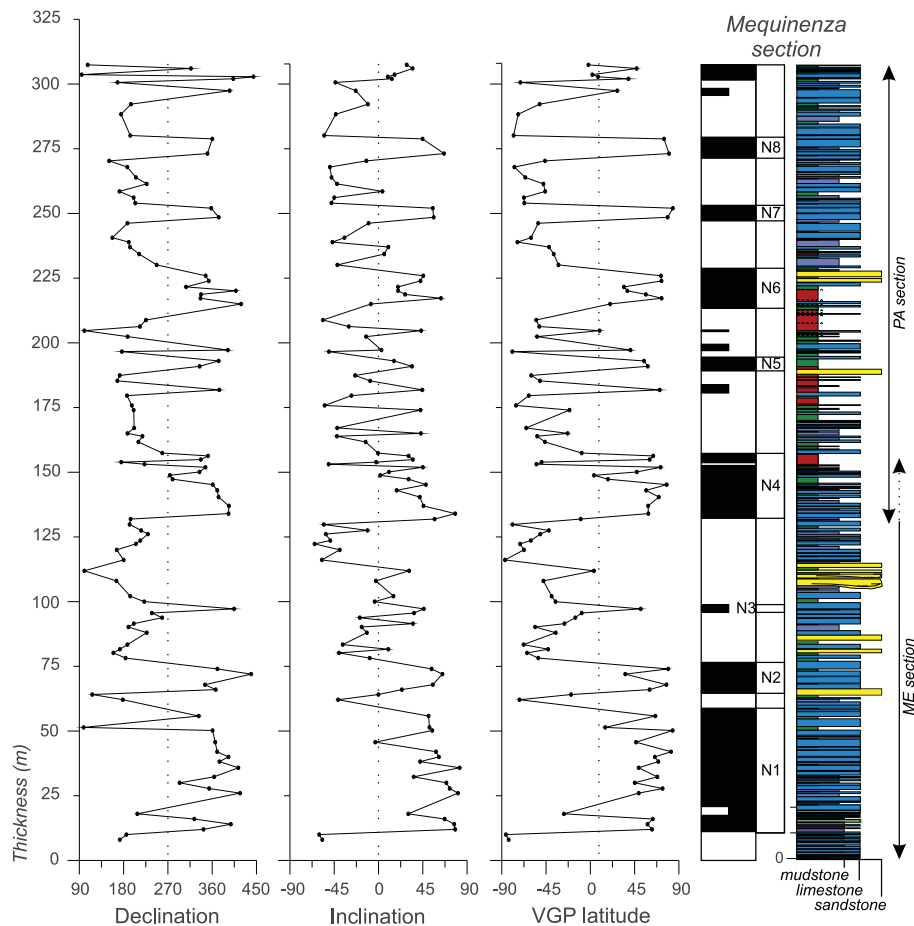 Mequinenza
section
325
300
275
250
225
200
175
150
125
100
75
50
25
0
Thickness (m)
90 180 270 360 450
Declination
-90 -45 0 45 90
Inclination
-90 -45 0 45 90
VGP latitude
N8
N7
N6
N5
N4
N3
N2
N1
0
PA section
ME section
mudstone
limestone
sandstone